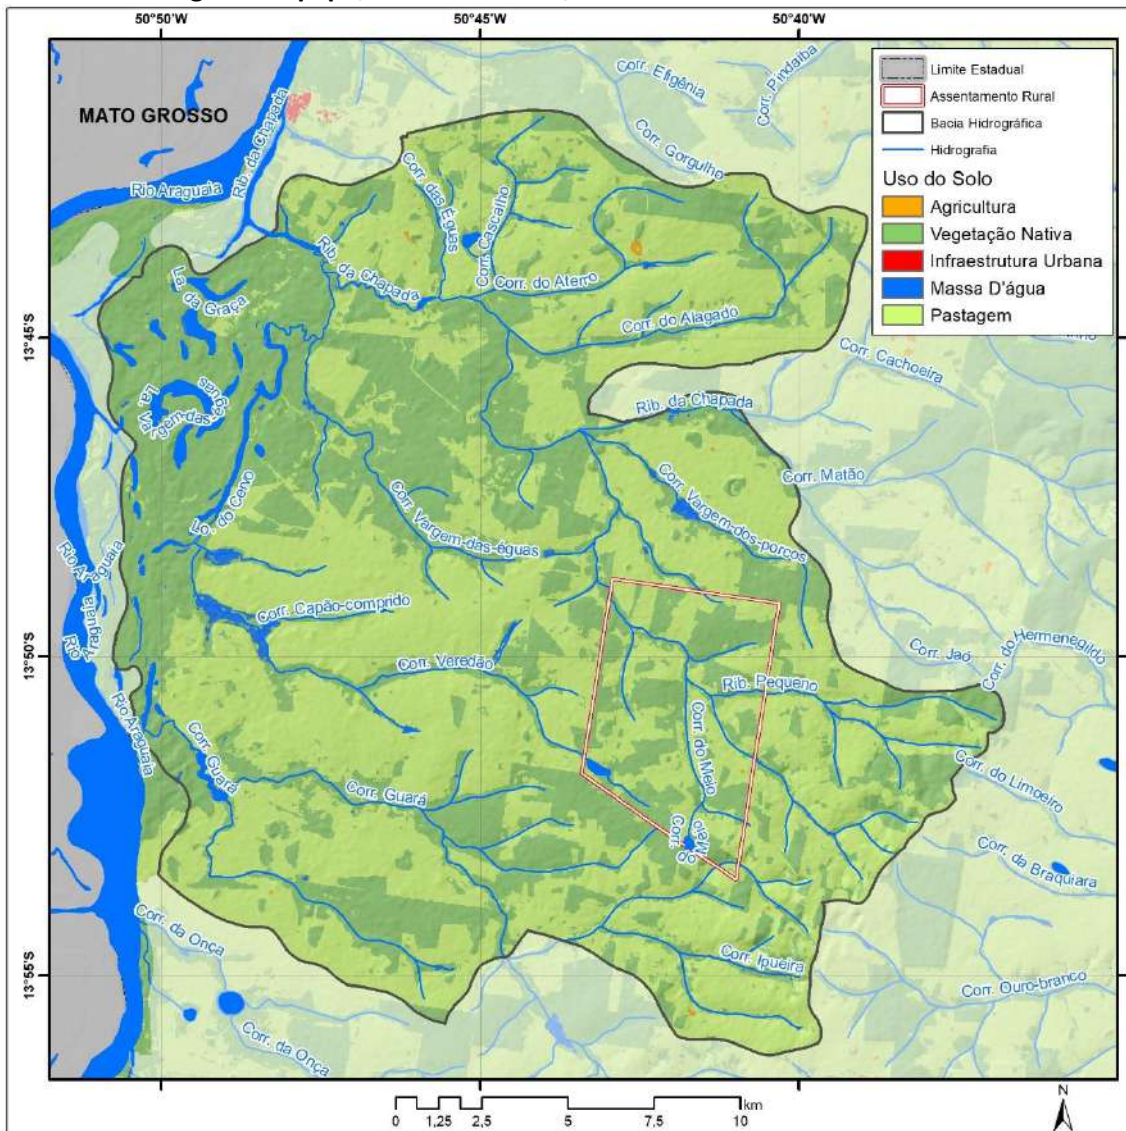 50°50'W
50°45'W
50°40'W
MATO GROSSO
Limite Estadual
Assentamento Rural
Bacia Hidrográfica
Hidrografia
Uso do Solo
Agricultura
Vegetação Nativa
Infraestrutura Urbana
Massa D'água
Pastagem
Corr. Efigênia
Corr. Pindaíba
Corr. Gorgulho
Rib. da Chapada
Rio Araguaia
Corr. das Éguas
Corr. Cascalho
Rib. da Chapada
Corr. do Aterro
La. da Graça
Corr. do Alagado
13°45'S
Corr. Cachoeira
La. Vargem-das-éguas
Rib. da Chapada
Corr. Matão
Corr. Vargem-dos-porcos
Lo. do Cervo
Corr. Vargem-das-éguas
Rio Araguaia
Corr. Capão-comprido
Rio Araguaia
13°50'S
Corr. Veredão
Corr. Jaó
Corr. do Hermenegildo
Rib. Pequeno
Rio Araguaia
Corr. do Meio
Corr. Guará
Corr. Guará
Corr. do Limoeiro
Corr. do Meio
Corr. da Braquiara
Corr. da Onça
Corr. Ipueira
13°55'S
Corr. Ouro-branco
Corr. da Onça
N
km
0 1,25 2,5 5 7,5 10